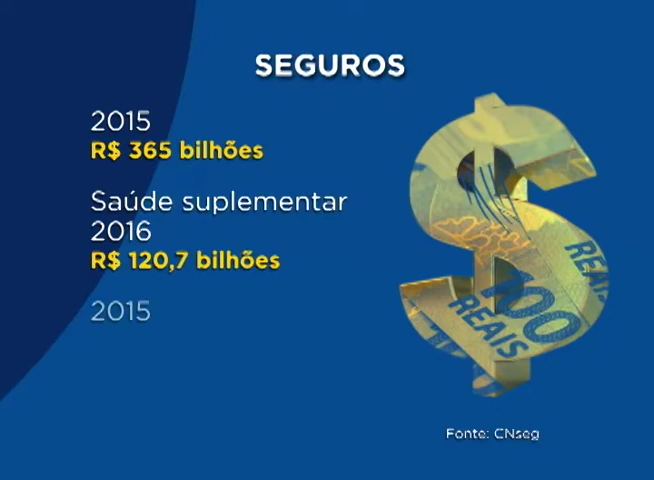 SEGUROS
2015
R$ 365 bilhões
Saúde suplementar
2016
R$ 120,7 bilhões
2015
100
REAIS
REAIS
Fonte: CNseg